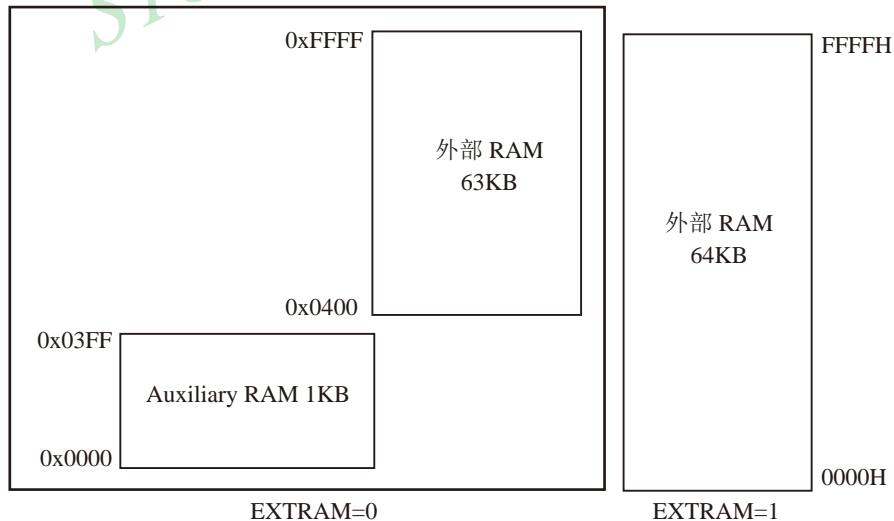 0xFFFF
外部 RAM
63KB
0x0400
0x03FF
Auxiliary RAM 1KB
0x0000
EXTRAM=0
FFFFH
外部 RAM
64KB
0000H
EXTRAM=1